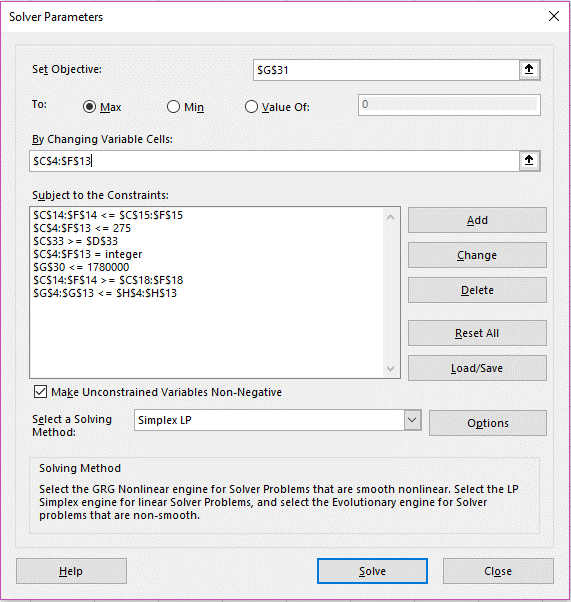 Solver Parameters
Set Objective: $G$31
To: Max Min Value Of: 0
By Changing Variable Cells:
$C$4:$F$13
Subject to the Constraints:
$C$14:$F$14 <= $C$15:$F$15
$C$4:$F$13 <= 275
$C$33 >= $D$33
$C$4:$F$13 = integer
$G$30 <= 1780000
$C$14:$F$14 >= $C$18:$F$18
$G$4:$G$13 <= $H$4:$H$13
Add
Change
Delete
Reset All
Load/Save
Make Unconstrained Variables Non-Negative
Select a Solving
Method:
Simplex LP
Options
Solving Method
Select the GRG Nonlinear engine for Solver Problems that are smooth nonlinear. Select the LP
Simplex engine for linear Solver Problems, and select the Evolutionary engine for Solver
problems that are non-smooth.
Help
Solve
Close